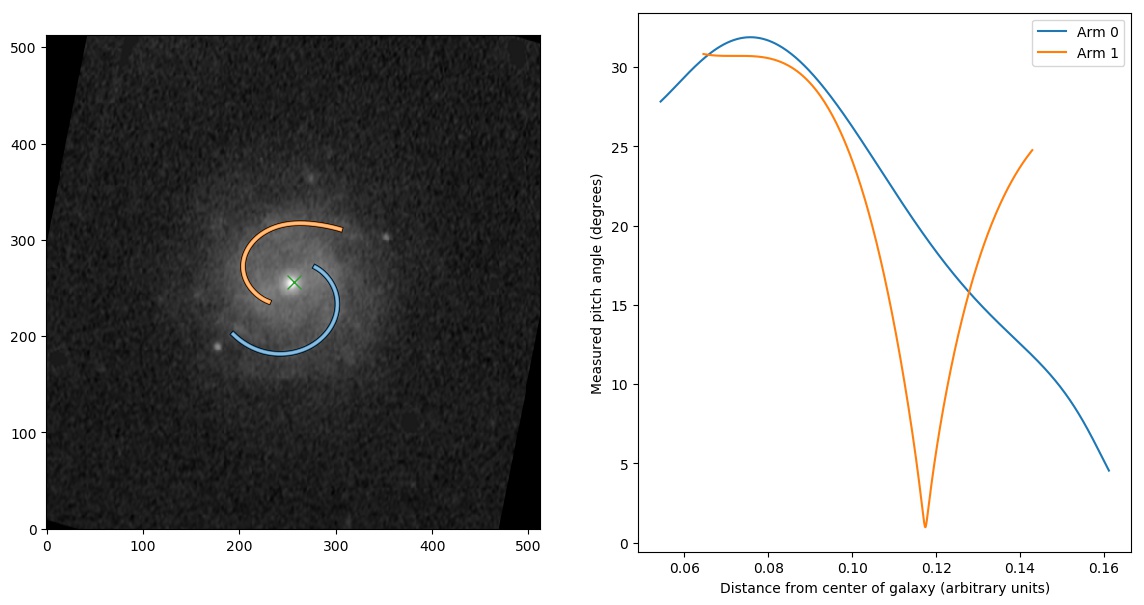 500
400
300
200
100
0
0 100 200 300 400 500
Measured pitch angle (degrees)
30
25
20
15
10
5
0
0.06 0.08 0.10 0.12 0.14 0.16
Distance from center of galaxy (arbitrary units)
Arm 0
Arm 1